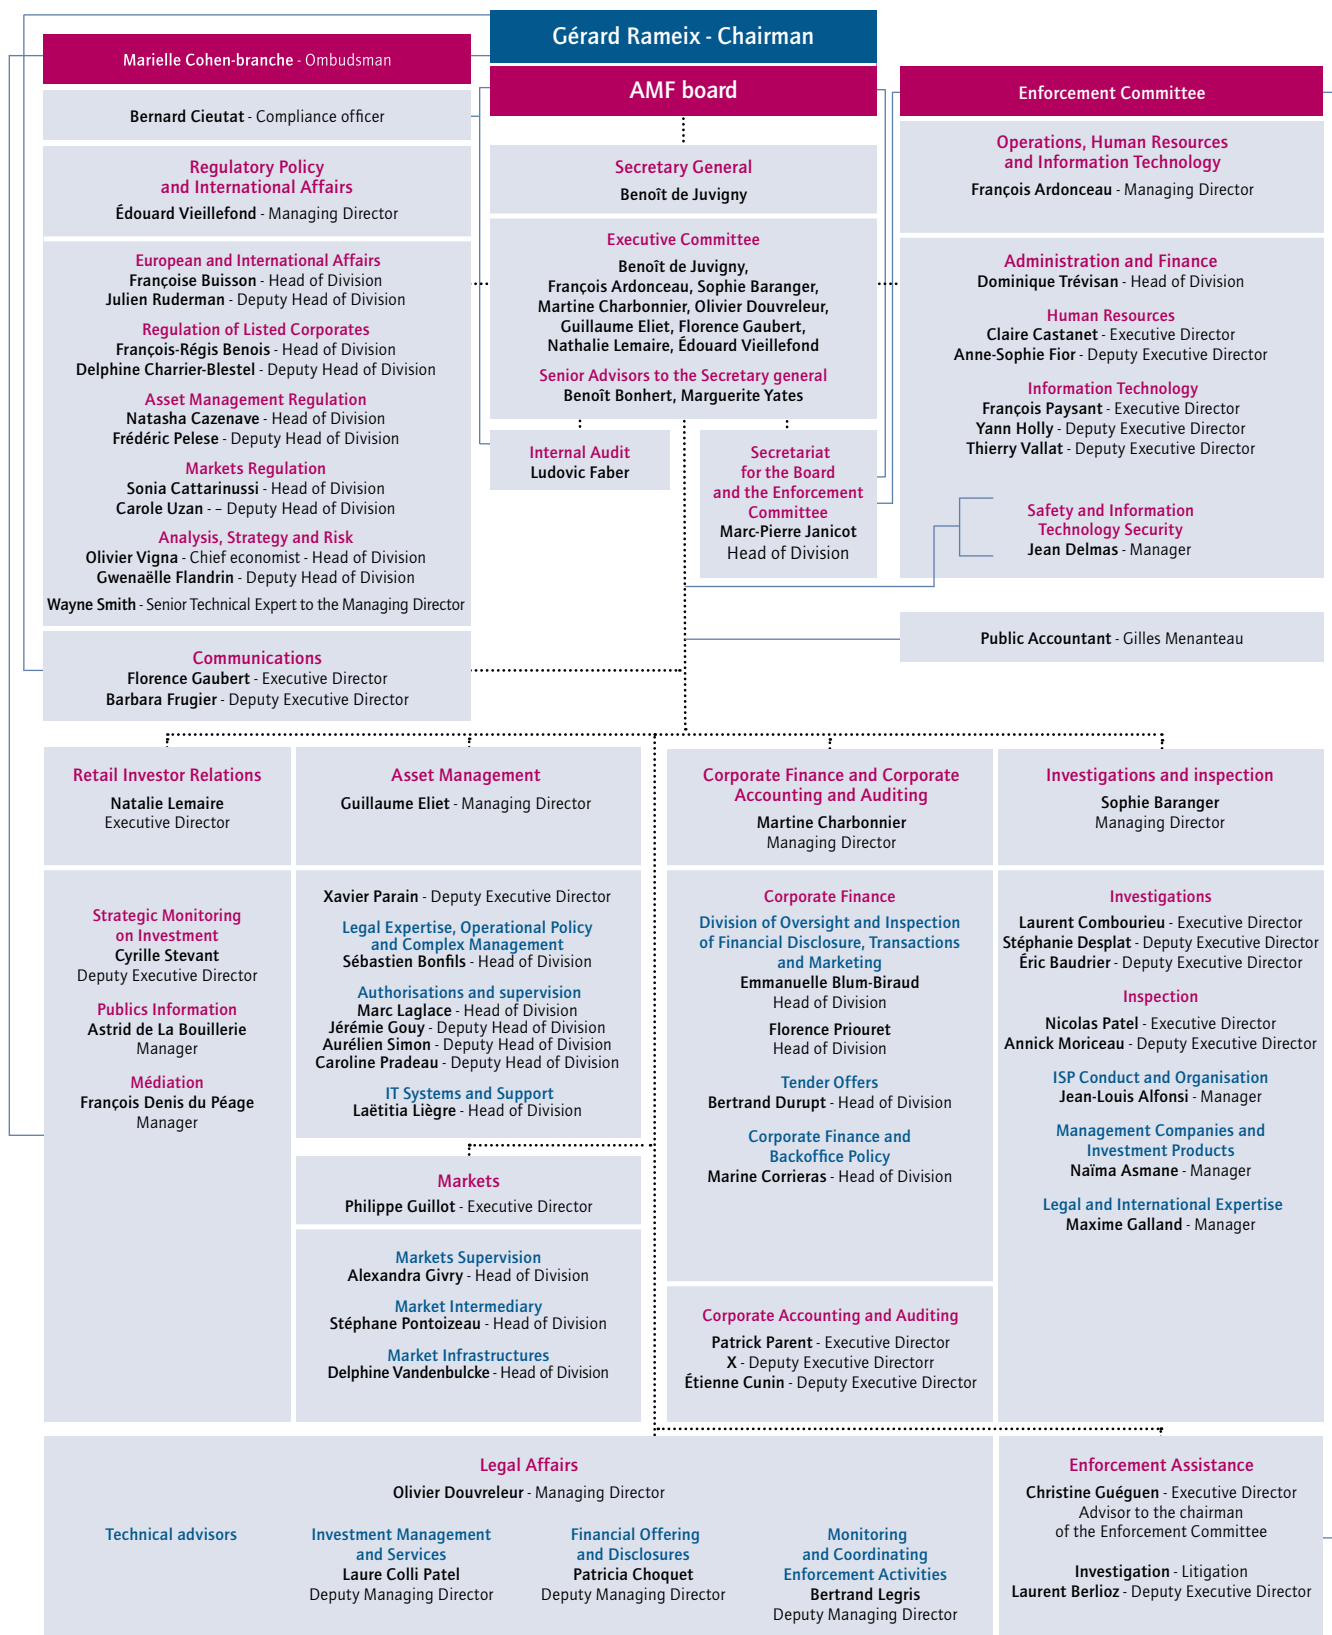 Gérard Rameix - Chairman
Marielle Cohen-branche - Ombudsman
AMF board
Enforcement Committee
Bernard Cieutat - Compliance officer
Regulatory Policy
and International Affairs
Édouard Vieillefond - Managing Director
European and International Affairs
Françoise Buisson - Head of Division
Julien Ruderman - Deputy Head of Division
Regulation of Listed Corporates
François-Régis Benois - Head of Division
Delphine Charrier-Blestel - Deputy Head of Division
Asset Management Regulation
Natasha Cazenave - Head of Division
Frédéric Pelese - Deputy Head of Division
Markets Regulation
Sonia Cattarinussi - Head of Division
Carole Uzan - – Deputy Head of Division
Analysis, Strategy and Risk
Olivier Vigna - Chief economist - Head of Division
Gwenaëlle Flandrin - Deputy Head of Division
Wayne Smith - Senior Technical Expert to the Managing Director
Communications
Florence Gaubert - Executive Director
Barbara Frugier - Deputy Executive Director
Secretary General
Benoît de Juvigny
Executive Committee
Benoît de Juvigny,
François Ardonceau, Sophie Baranger,
Martine Charbonnier, Olivier Douvreleur,
Guillaume Eliet, Florence Gaubert,
Nathalie Lemaire, Édouard Vieillefond
Senior Advisors to the Secretary general
Benoît Bonhert, Marguerite Yates
Internal Audit
Ludovic Faber
Secretariat
for the Board
and the Enforcement
Committee
Marc-Pierre Janicot
Head of Division
Operations, Human Resources
and Information Technology
François Ardonceau - Managing Director
Administration and Finance
Dominique Trévisan - Head of Division
Human Resources
Claire Castanet - Executive Director
Anne-Sophie Fior - Deputy Executive Director
Information Technology
François Paysant - Executive Director
Yann Holly - Deputy Executive Director
Thierry Vallat - Deputy Executive Director
Safety and Information
Technology Security
Jean Delmas - Manager
Public Accountant - Gilles Menanteau
Retail Investor Relations
Natalie Lemaire
Executive Director
Strategic Monitoring
on Investment
Cyrille Stevant
Deputy Executive Director
Publics Information
Astrid de La Bouillerie
Manager
Médiation
François Denis du Péage
Manager
Asset Management
Guillaume Eliet - Managing Director
Xavier Parain - Deputy Executive Director
Legal Expertise, Operational Policy
and Complex Management
Sébastien Bonfils - Head of Division
Authorisations and supervision
Marc Laglace - Head of Division
Jérémie Gouy - Deputy Head of Division
Aurélien Simon - Deputy Head of Division
Caroline Pradeau - Deputy Head of Division
IT Systems and Support
Laëtitia Liègre - Head of Division
Markets
Philippe Guillot - Executive Director
Markets Supervision
Alexandra Givry - Head of Division
Market Intermediary
Stéphane Pontoizeau - Head of Division
Market Infrastructures
Delphine Vandenbulcke - Head of Division
Corporate Finance and Corporate
Accounting and Auditing
Martine Charbonnier
Managing Director
Corporate Finance
Division of Oversight and Inspection
of Financial Disclosure, Transactions
and Marketing
Emmanuelle Blum-Biraud
Head of Division
Florence Priouret
Head of Division
Tender Offers
Bertrand Durupt - Head of Division
Corporate Finance and
Backoffice Policy
Marine Corrieras - Head of Division
Corporate Accounting and Auditing
Patrick Parent - Executive Director
X - Deputy Executive Directorr
Étienne Cunin - Deputy Executive Director
Investigations and inspection
Sophie Baranger
Managing Director
Investigations
Laurent Combourieu - Executive Director
Stéphanie Desplat - Deputy Executive Director
Éric Baudrier - Deputy Executive Director
Inspection
Nicolas Patel - Executive Director
Annick Moriceau - Deputy Executive Director
ISP Conduct and Organisation
Jean-Louis Alfonsi - Manager
Management Companies and
Investment Products
Naïma Asmane - Manager
Legal and International Expertise
Maxime Galland - Manager
Legal Affairs
Olivier Douvreleur - Managing Director
Technical advisors
Investment Management
and Services
Laure Colli Patel
Deputy Managing Director
Financial Offering
and Disclosures
Patricia Choquet
Deputy Managing Director
Monitoring
and Coordinating
Enforcement Activities
Bertrand Legris
Deputy Managing Director
Enforcement Assistance
Christine Guéguen - Executive Director
Advisor to the chairman
of the Enforcement Committee
Investigation - Litigation
Laurent Berlioz - Deputy Executive Director